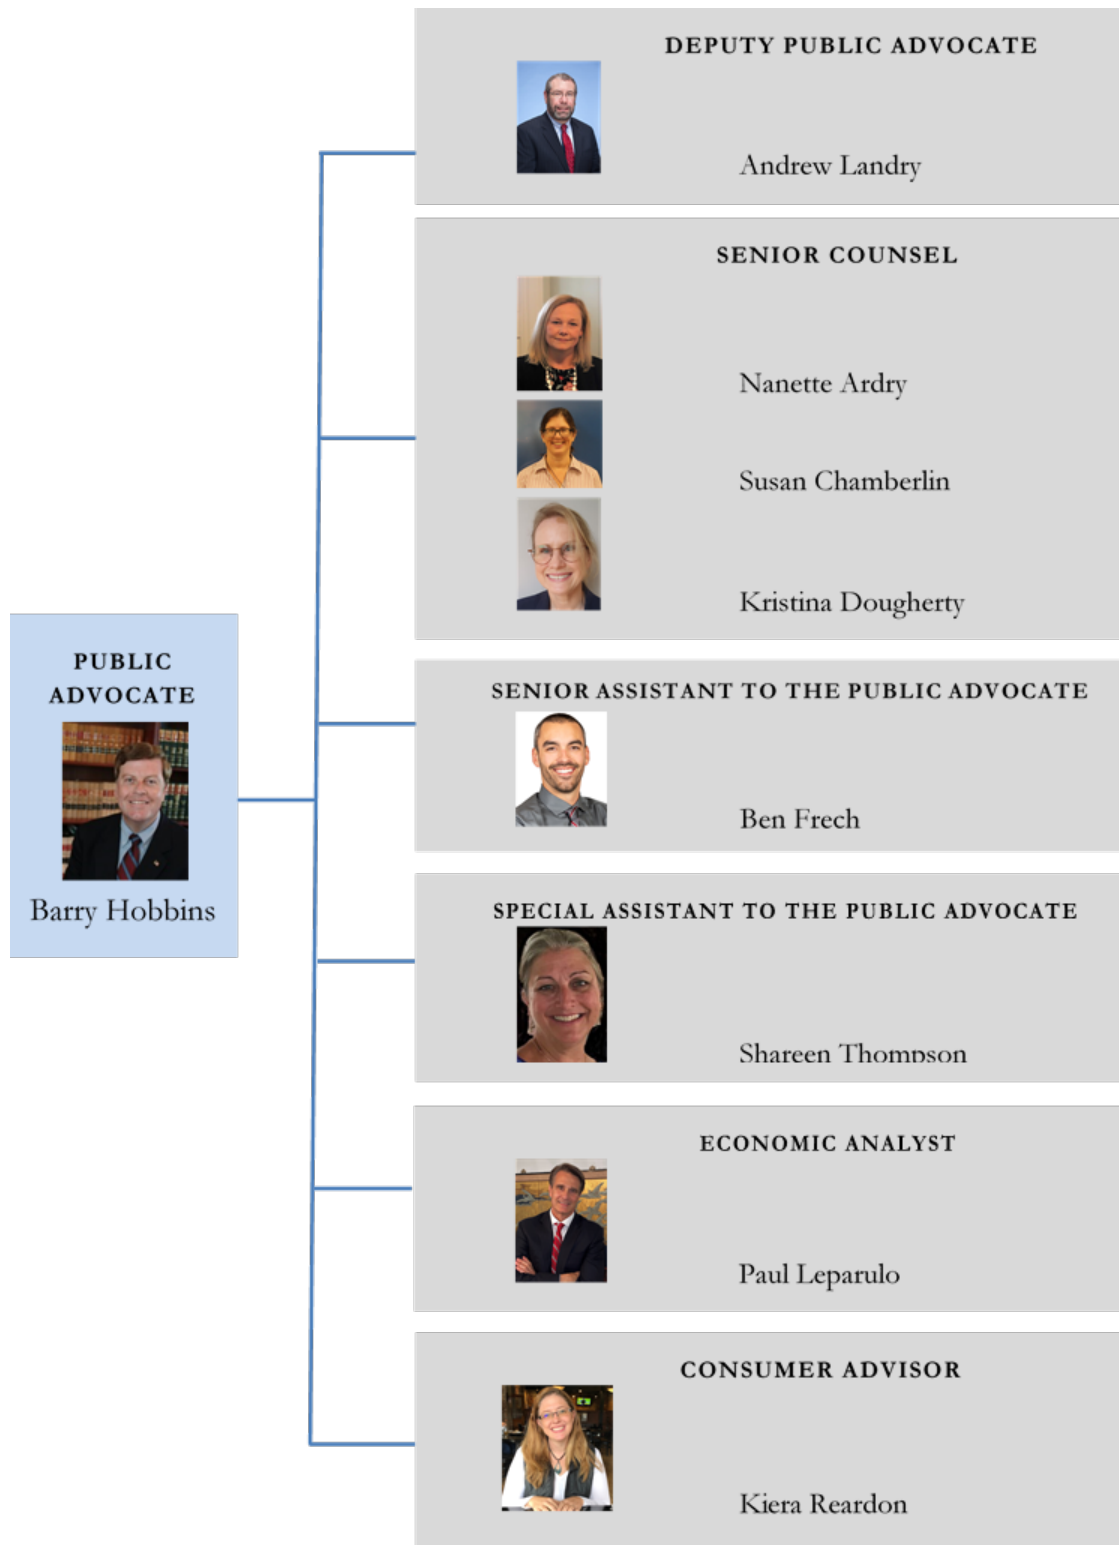 DEPUTY PUBLIC ADVOCATE
Andrew Landry
SENIOR COUNSEL
Nanette Ardry
Susan Chamberlin
Kristina Dougherty
PUBLIC
ADVOCATE
Barry Hobbins
SENIOR ASSISTANT TO THE PUBLIC ADVOCATE
Ben Frech
SPECIAL ASSISTANT TO THE PUBLIC ADVOCATE
Shareen Thompson
ECONOMIC ANALYST
Paul Leparulo
CONSUMER ADVISOR
Kiera Reardon